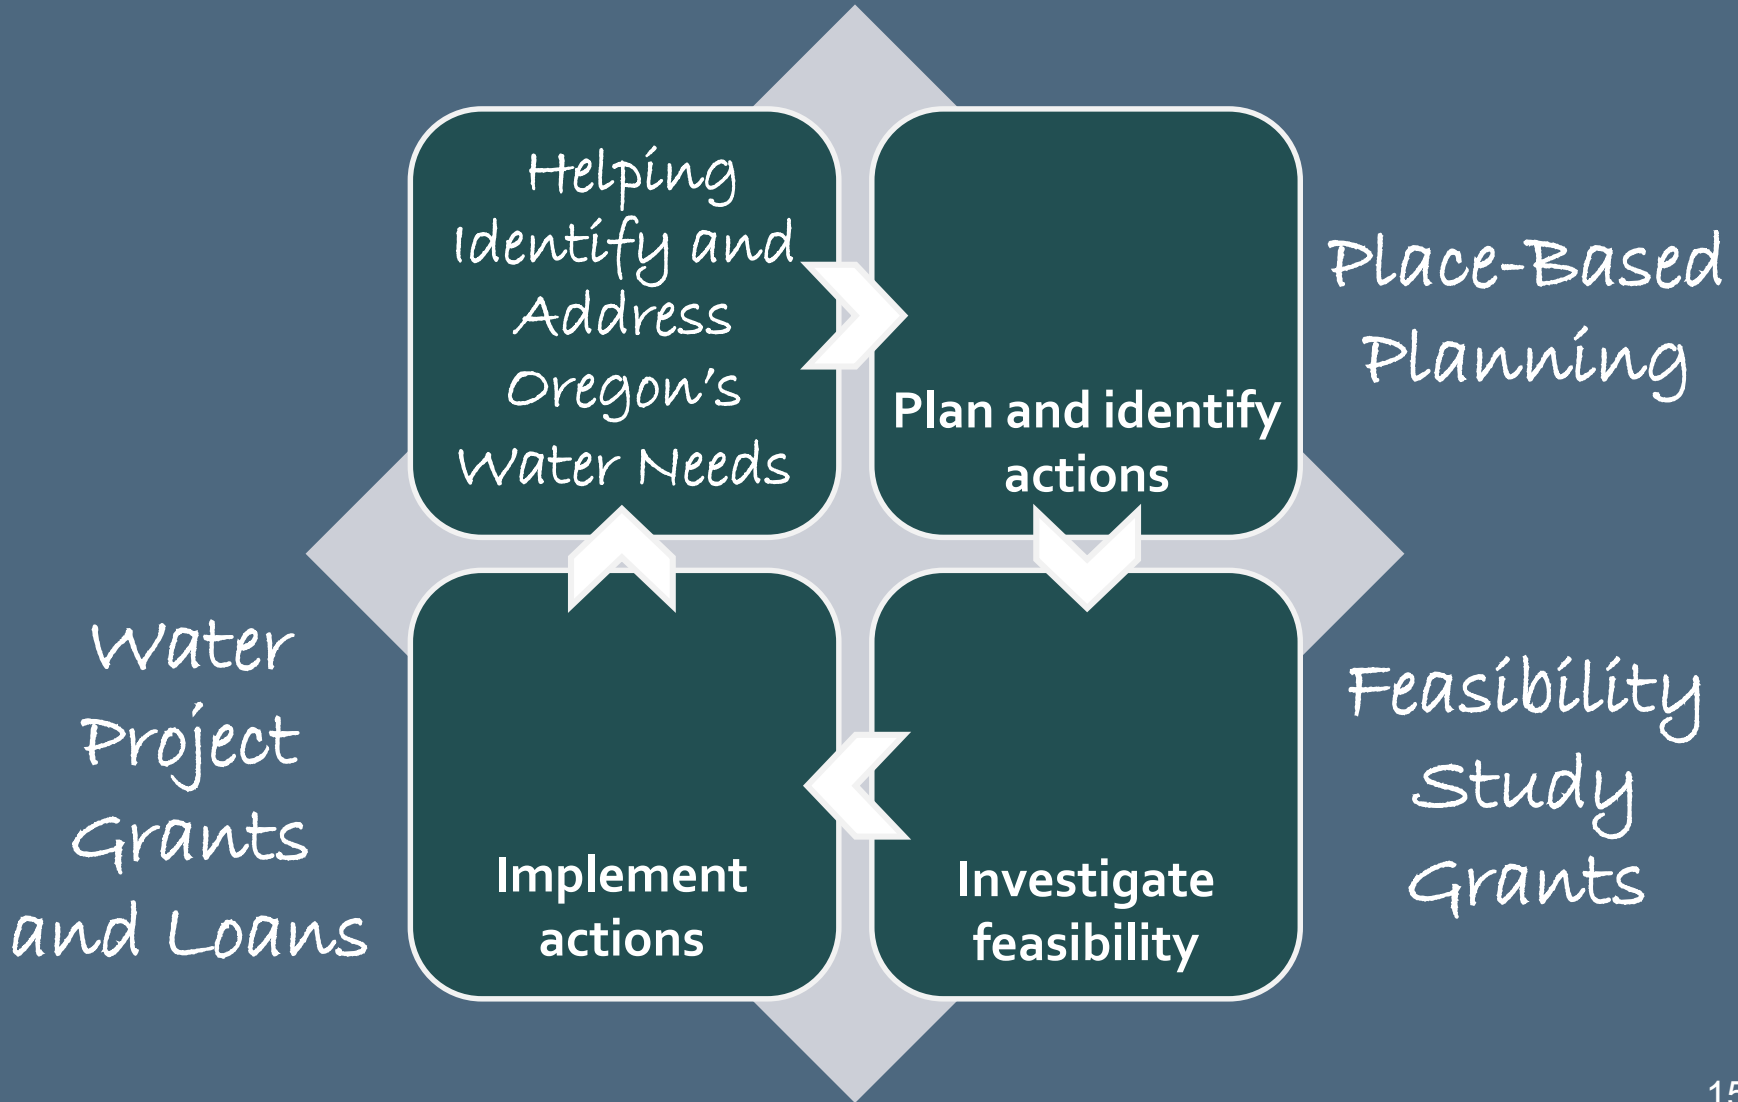 Helping
Identify and
Address
Oregon's
Water Needs
Plan and identify
actions
Place-Based
Planning
Investigate
feasibility
Feasibility
Study
Grants
Implement
actions
Water
Project
Grants
and Loans
15